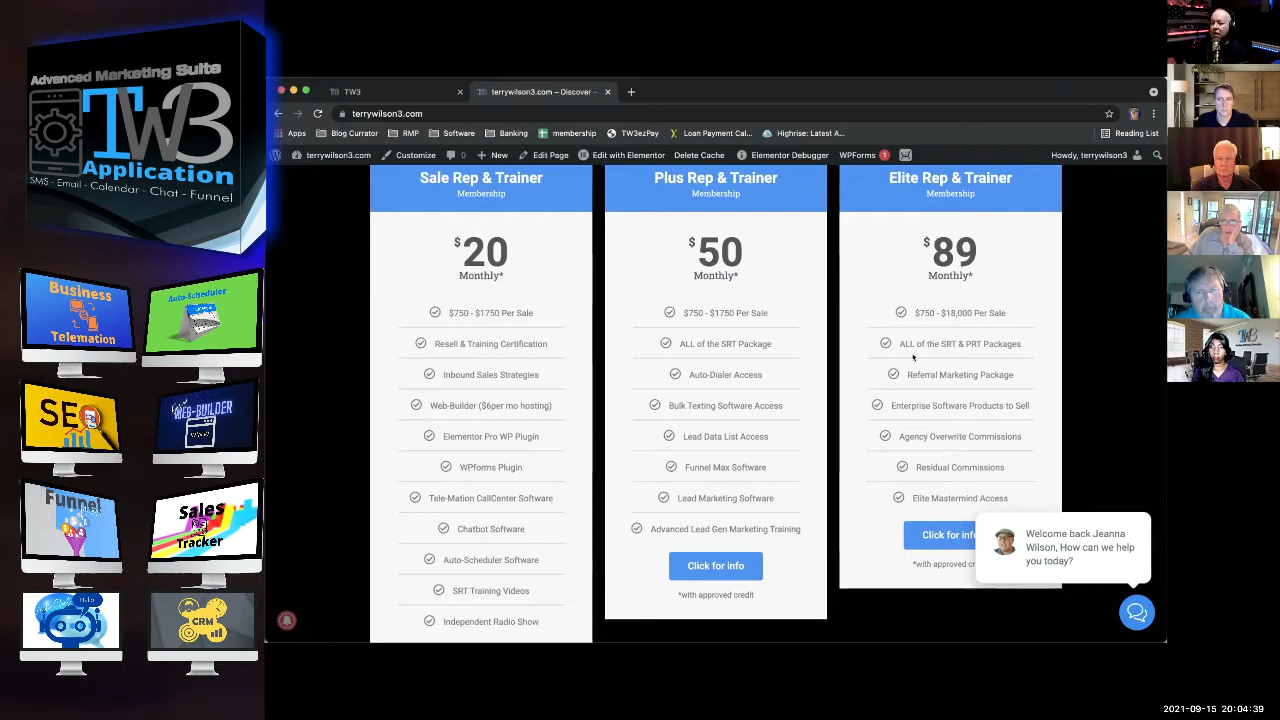 Advanced Marketing Suite
TW3
Application
SMS - Email - Calendar - Chat - Funnel
Business
Telemation
Auto-Scheduler
SEO
WEB-BUILDER
WWW
Funnel
Sales
Tracker
Hello
CRM
TW3
terrywilson3.com – Discover –
terrywilson3.com
Apps
Blog Currator
RMP
Software
Banking
membership
TW3ezPay
Loan Payment Cal...
Highrise: Latest A...
Reading List
terrywilson3.com
Customize
0
Edit Page
Edit with Elementor
Delete Cache
Elementor Debugger
WPForms 1
Howdy, terrywilson3
Sale Rep & Trainer
Membership
$20
Monthly*
$750 - $1750 Per Sale
Resell & Training Certification
Inbound Sales Strategies
Web-Builder ($6per mo hosting)
Elementor Pro WP Plugin
WPforms Plugin
Tele-Mation CallCenter Software
Chatbot Software
Auto-Scheduler Software
SRT Training Videos
Independent Radio Show
Plus Rep & Trainer
Membership
$50
Monthly*
$750 - $1750 Per Sale
ALL of the SRT Package
Auto-Dialer Access
Bulk Texting Software Access
Lead Data List Access
Funnel Max Software
Lead Marketing Software
Advanced Lead Gen Marketing Training
Click for info
*with approved credit
Elite Rep & Trainer
Membership
$89
Monthly*
$750 - $18,000 Per Sale
ALL of the SRT & PRT Packages
Referral Marketing Package
Enterprise Software Products to Sell
Agency Overwrite Commissions
Residual Commissions
Elite Mastermind Access
Click for inf
*with approved cr
Welcome back Jeanna
Wilson, How can we help
you today?
2021-09-15 20:04:39